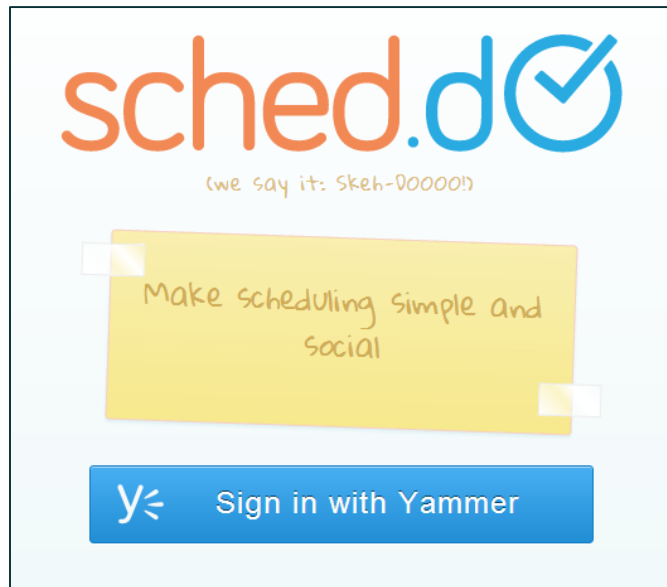 sched.do
(we say it: Skeh-DOOOO!)
Make scheduling simple and
social
Sign in with Yammer